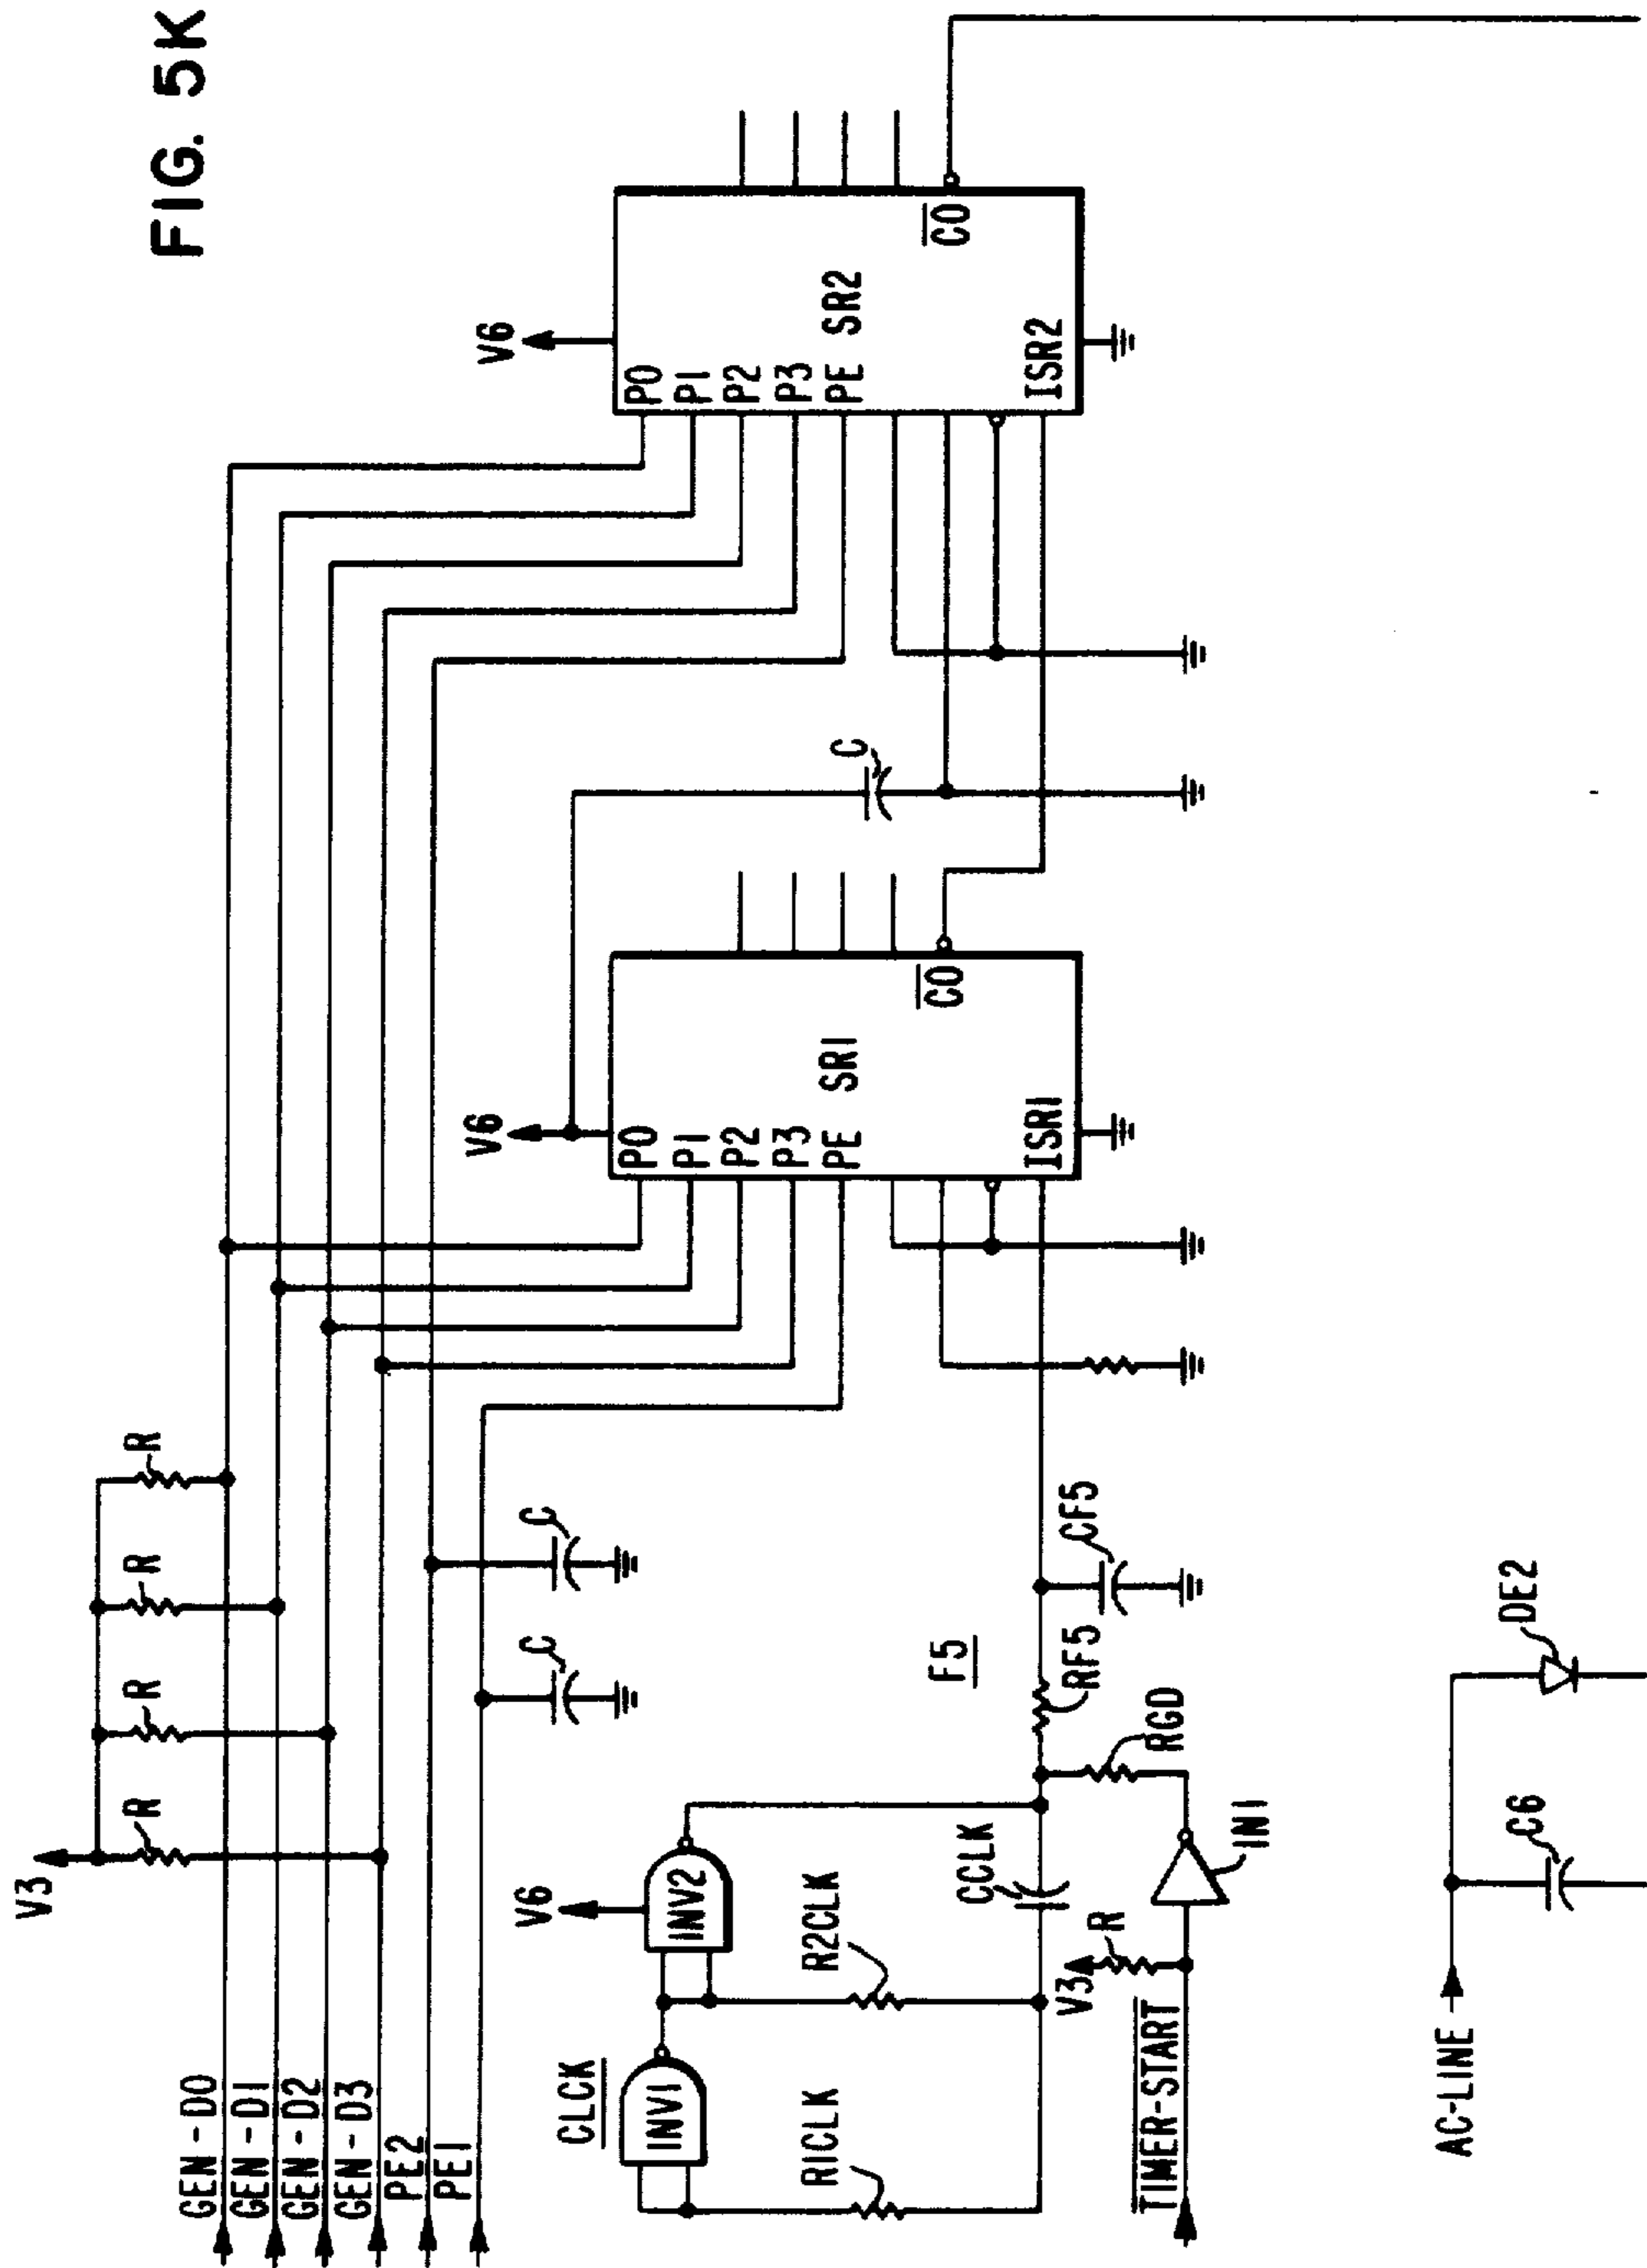 FIG. 5K
V3
R
R
R
R
GEN-D0
GEN-D1
GEN-D2
GEN-D3
PE2
PE1
C
C
V6
P0
P1
P2
P3
PE
SR1
ISR1
CO
C
V6
P0
P1
P2
P3
PE
SR2
ISR2
CO
CLCK
INV1
V6
INV2
R1CLK
R2CLK
CCLK
F5
RF5
CF5
RGD
V3
R
TIMER-START
IN1
AC-LINE
C6
DE2